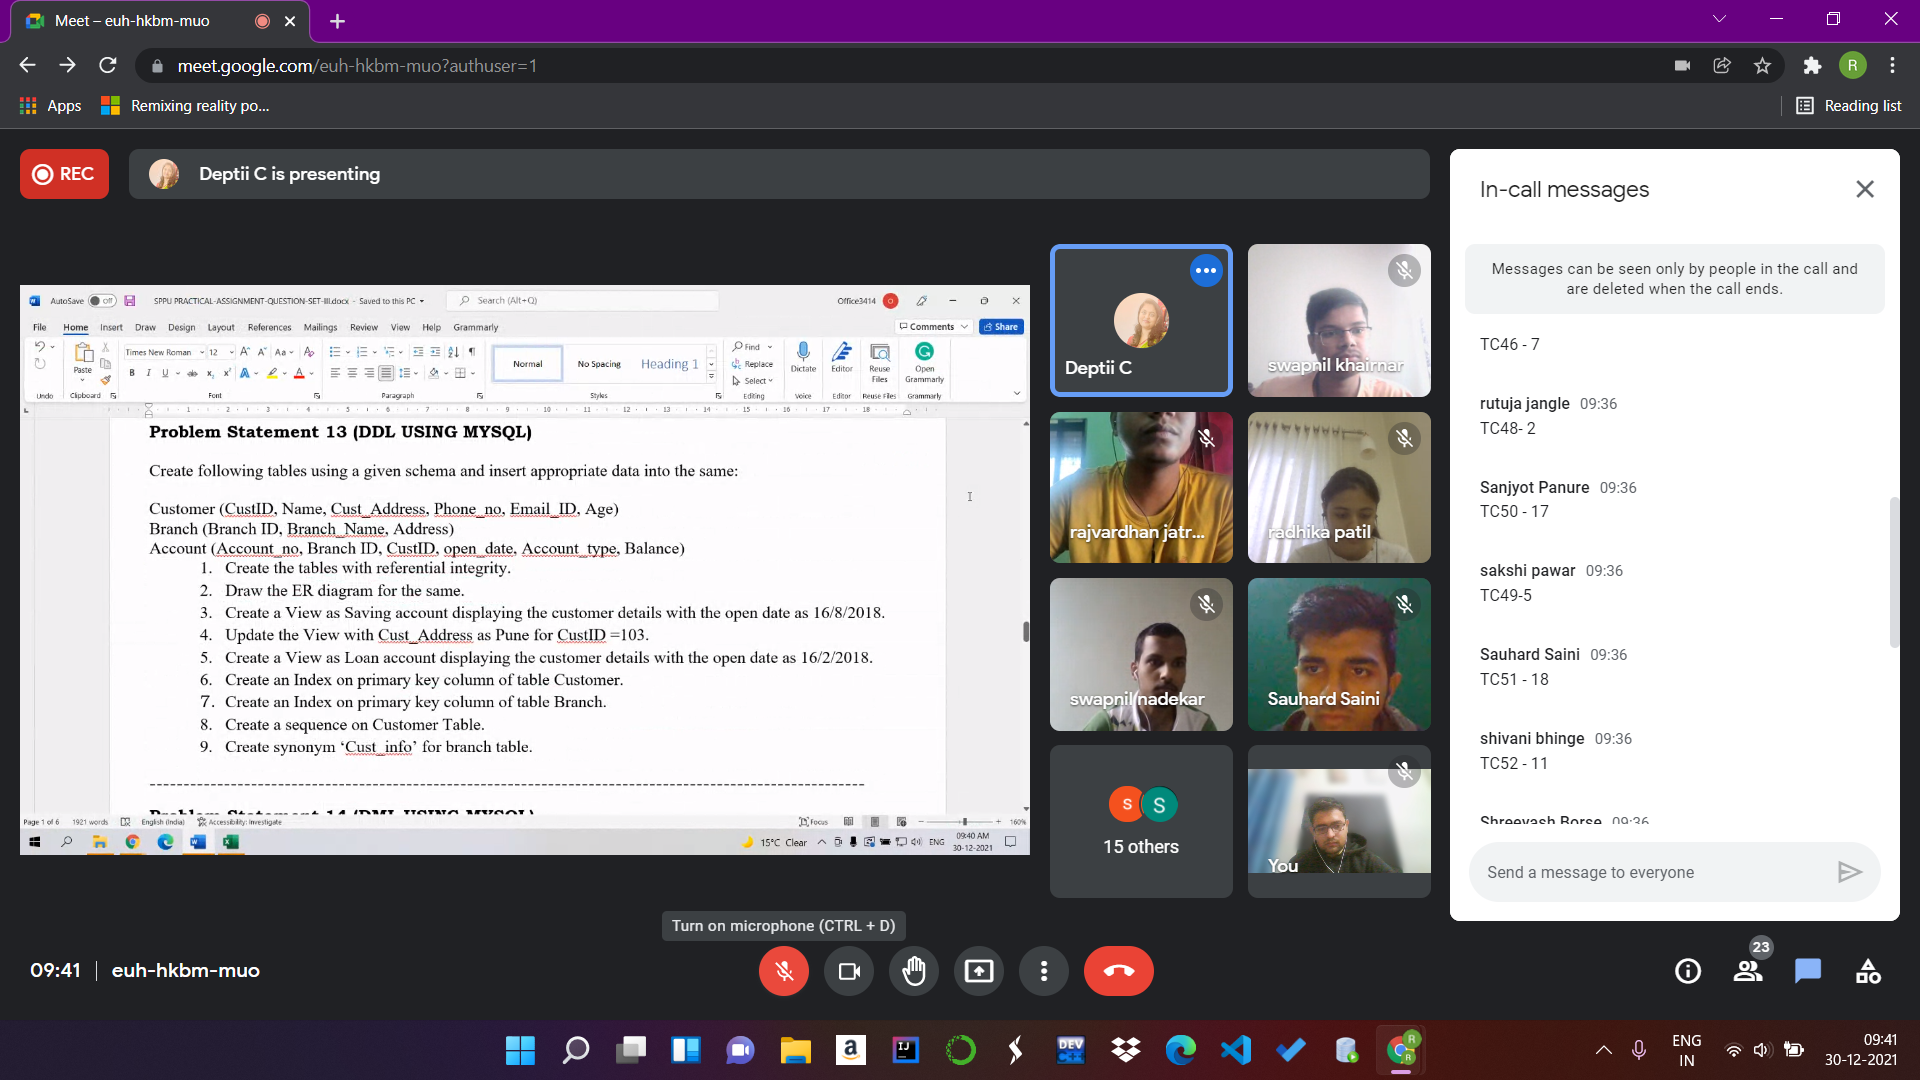 Meet – euh-hkbm-muo
meet.google.com/euh-hkbm-muo?authuser=1
R
Apps
Remixing reality po...
Reading list
REC
Deptii C is presenting
In-call messages
Messages can be seen only by people in the call and
are deleted when the call ends.
TC46 - 7
rutuja jangle 09:36
TC48- 2
Sanjyot Panure 09:36
TC50 - 17
sakshi pawar 09:36
TC49-5
Sauhard Saini 09:36
TC51 - 18
shivani bhinge 09:36
TC52 - 11
Shreeyash Borse 09:36
Send a message to everyone
AutoSave Off
SPPU PRACTICAL-ASSIGNMENT-QUESTION-SET-III.docx - Saved to this PC
Search (Alt+Q)
Office3414
File Home Insert Draw Design Layout References Mailings Review View Help Grammarly
Comments
Share
Paste
Times New Roman 12
Normal
No Spacing
Heading 1
Find
Replace
Select
Dictate
Editor
Reuse
Files
Open
Grammarly
Undo Clipboard Font Paragraph Styles Editing Voice Editor Reuse Files Grammarly
Problem Statement 13 (DDL USING MYSQL)
Create following tables using a given schema and insert appropriate data into the same:
Customer (CustID, Name, Cust_Address, Phone_no, Email_ID, Age)
Branch (Branch ID, Branch_Name, Address)
Account (Account_no, Branch ID, CustID, open_date, Account_type, Balance)
1. Create the tables with referential integrity.
2. Draw the ER diagram for the same.
3. Create a View as Saving account displaying the customer details with the open date as 16/8/2018.
4. Update the View with Cust_Address as Pune for CustID =103.
5. Create a View as Loan account displaying the customer details with the open date as 16/2/2018.
6. Create an Index on primary key column of table Customer.
7. Create an Index on primary key column of table Branch.
8. Create a sequence on Customer Table.
9. Create synonym ‘Cust_info’ for branch table.
Problem Statement 14 (DML USING MYSQL)
Page 1 of 6 1921 words English (India) Accessibility: Investigate
Focus
160%
15°C Clear
ENG
09:40 AM
30-12-2021
Deptii C
swapnil khairnar
rajvardhan jatr...
radhika patil
swapnil nadekar
Sauhard Saini
S S
15 others
You
Turn on microphone (CTRL + D)
09:41 | euh-hkbm-muo
23
IJ
DEV
ENG
IN
09:41
30-12-2021